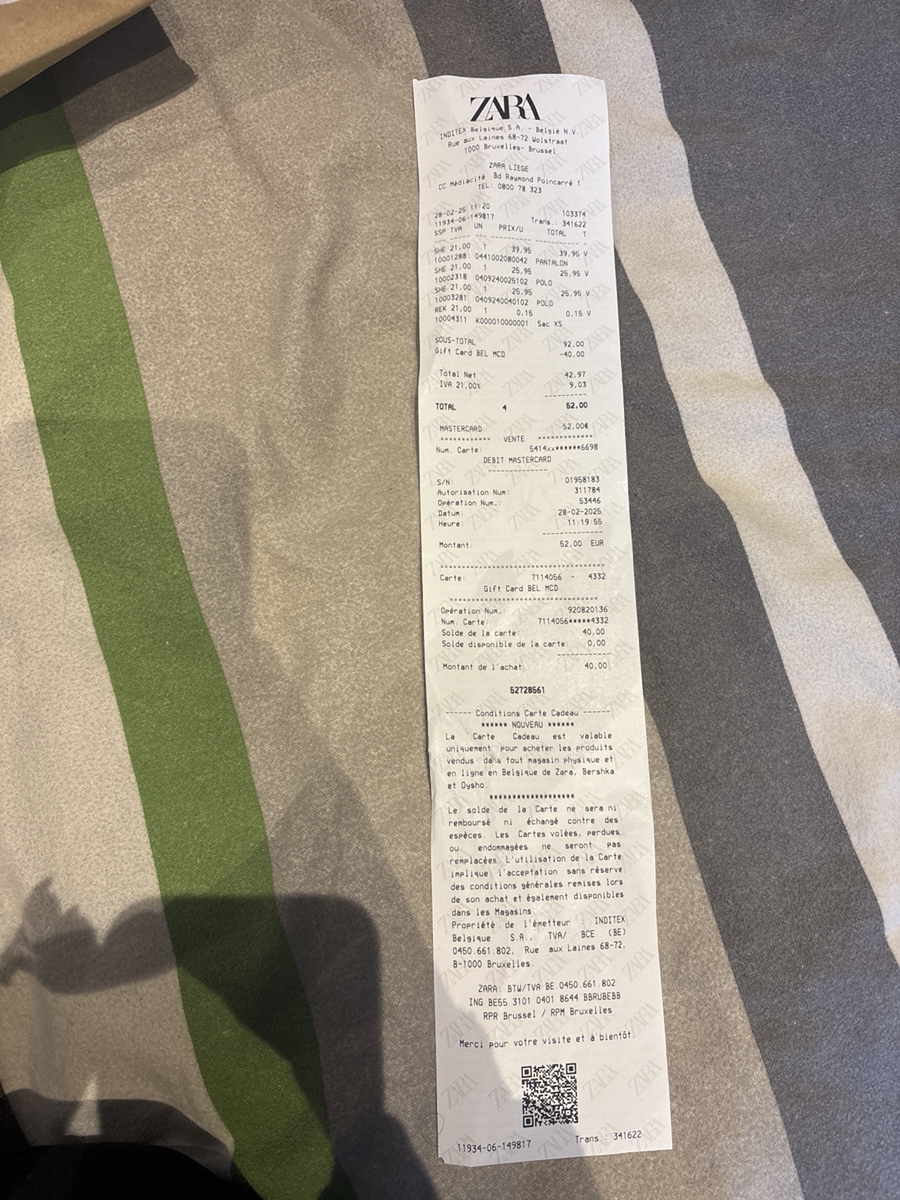 ZARA
INDITEX Belgique S.A. - België N.V.
Rue aux Laines 68-72 Wolstraat
1000 Bruxelles- Brussel
ZARA LIEGE
CC Médiacité Bd Raymond Poincarré 1
TEL: 0800 78 323
28-02-25 11:20 103374
11934-06-149817 Trans.: 341622
SSP TVA UN PRIX/U TOTAL T
SHE 21.00 1 39,95 39,95 V
10001288 0441002080042 PANTALON
SHE 21.00 1 25,95 25,95 V
10002318 0409240025102 POLO
SHE 21.00 1 25,95 25,95 V
10003281 0409240040102 POLO
REK 21.00 1 0,15 0,15 V
10004311 K000010000001 Sac XS
SOUS-TOTAL 92,00
Gift Card BEL MCD -40,00
Total Net 42,97
IVA 21,00% 9,03
TOTAL 4 52,00
MASTERCARD 52,00€
************ VENTE *************
Num. Carte: 5414xx******6698
DEBIT MASTERCARD
S/N: 01958183
Autorisation Num: 311784
Opération Num.: 53446
Datum: 28-02-2025
Heure: 11:19:55
Montant: 52,00 EUR
Carte: 7114056 - 4332
Gift Card BEL MCD
Opération Num.: 920820136
Num. Carte: 7114056*****4332
Solde de la carte: 40,00
Solde disponible de la carte: 0,00
Montant de l'achat: 40,00
52728561
------ Conditions Carte Cadeau ------
****** NOUVEAU ******
La Carte Cadeau est valable
uniquement pour acheter les produits
vendus dans tout magasin physique et
en ligne en Belgique de Zara, Bershka
et Oysho.
*******************
Le solde de la Carte ne sera ni
remboursé ni échangé contre des
espèces. Les Cartes volées, perdues
ou endommagées ne seront pas
remplacées. L'utilisation de la Carte
implique l'acceptation sans réserve
des conditions générales remises lors
de son achat et également disponibles
dans les Magasins.
Propriété de l'émetteur INDITEX
Belgique S.A., TVA/ BCE (BE)
0450.661.802, Rue aux Laines 68-72,
B-1000 Bruxelles.
ZARA: BTW/TVA BE.0450.661.802
ING BE55 3101 0401 8644 BBRUBEBB
RPR Brussel / RPM Bruxelles
Merci pour votre visite et à bientôt.
11934-06-149817 Trans.: 341622